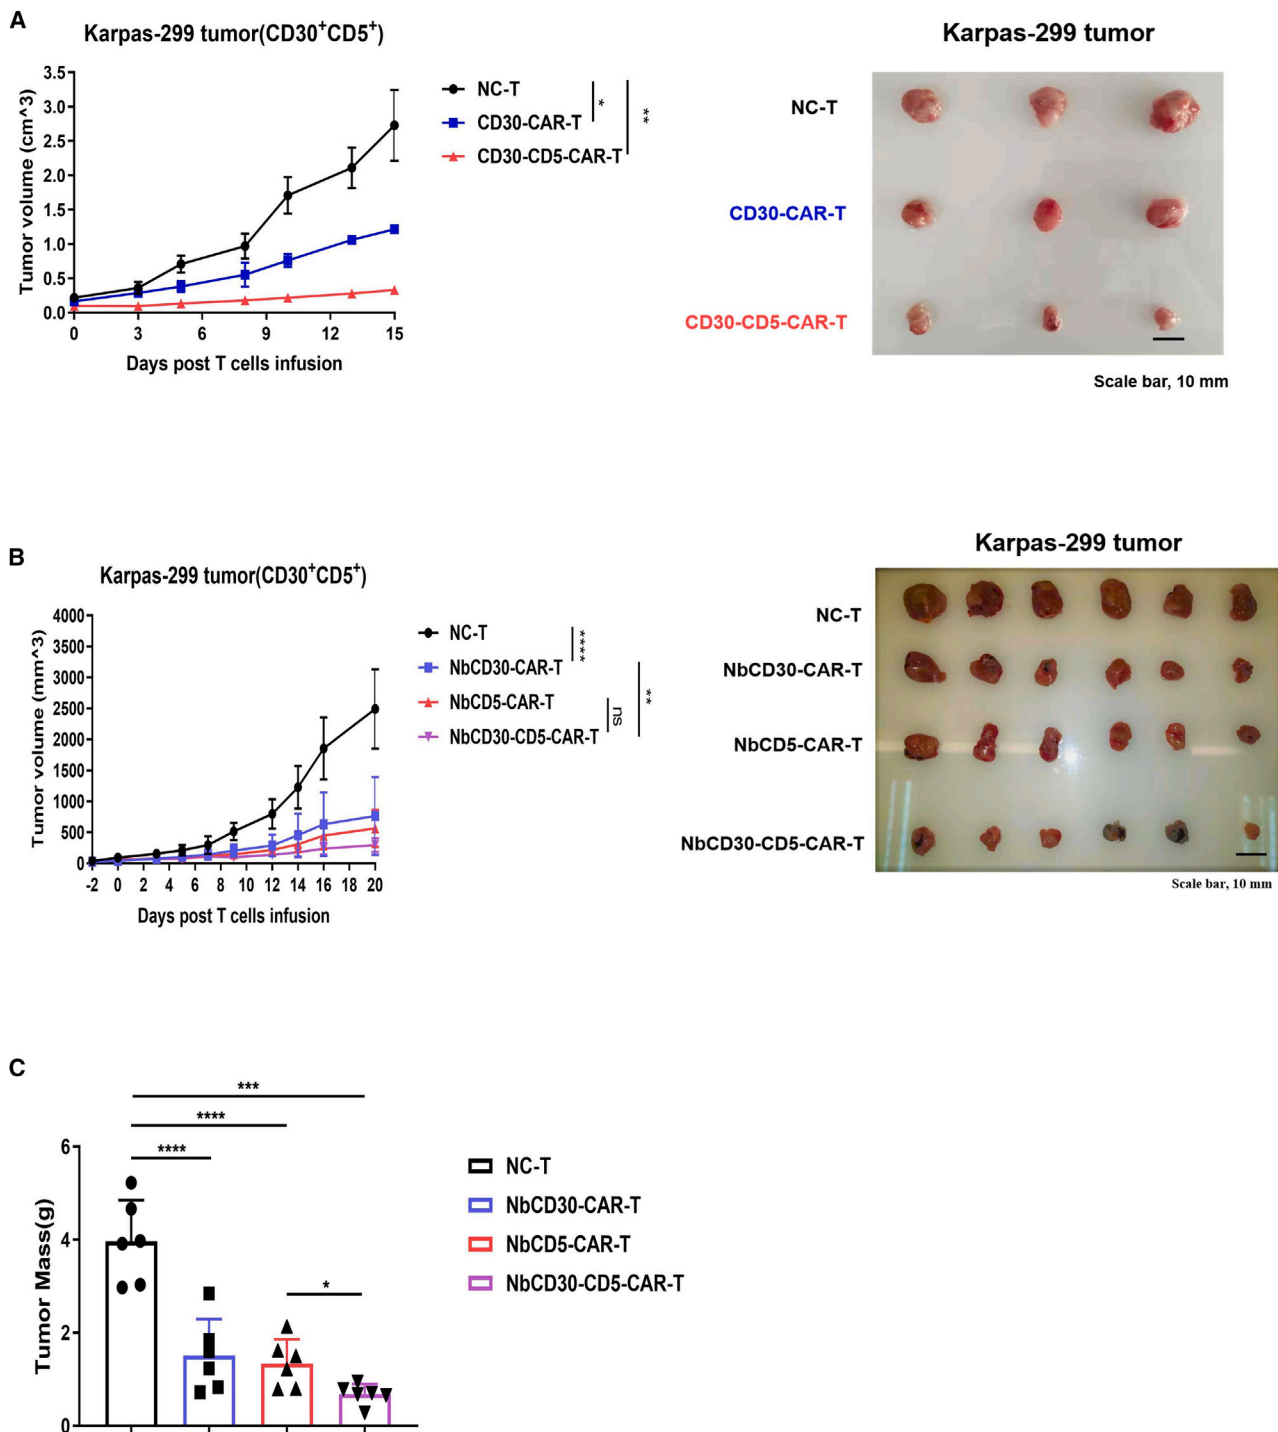 A
Karpas-299 tumor(CD30⁺CD5⁺)
Tumor volume (cm^3)
3.5
3.0
2.5
2.0
1.5
1.0
0.5
0.0
0 3 6 9 12 15
Days post T cells infusion
NC-T
CD30-CAR-T
CD30-CD5-CAR-T
*
**
Karpas-299 tumor
NC-T
CD30-CAR-T
CD30-CD5-CAR-T
Scale bar, 10 mm
B
Karpas-299 tumor(CD30⁺CD5⁺)
Tumor volume (mm^3)
4000
3500
3000
2500
2000
1500
1000
500
0
-2 0 2 4 6 8 10 12 14 16 18 20
Days post T cells infusion
NC-T
NbCD30-CAR-T
NbCD5-CAR-T
NbCD30-CD5-CAR-T
****
ns
**
Karpas-299 tumor
NC-T
NbCD30-CAR-T
NbCD5-CAR-T
NbCD30-CD5-CAR-T
Scale bar, 10 mm
C
***
****
****
*
Tumor Mass(g)
6
4
2
0
NC-T
NbCD30-CAR-T
NbCD5-CAR-T
NbCD30-CD5-CAR-T